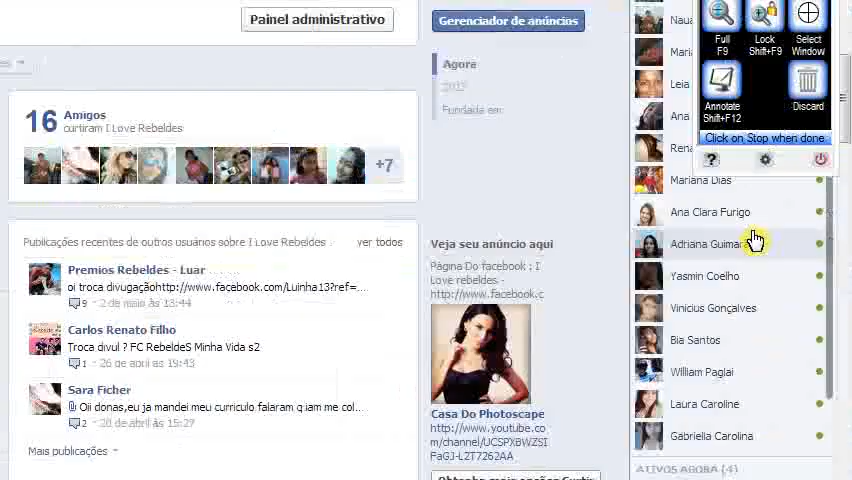 Painel administrativo
Gerenciador de anúncios
Agora
2012
Fundada em
16 Amigos
curtiram I Love Rebeldes
+7
Publicações recentes de outros usuários sobre I Love Rebeldes
ver todos
Premios Rebeldes - Luar
oi troca divugaçãohttp://www.facebook.com/Luinha13?ref=...
9 · 2 de maio às 13:44
Carlos Renato Filho
Troca divul ? FC RebeldeS Minha Vida s2
1 · 26 de abril às 19:43
Sara Ficher
Oii donas,eu ja mandei meu curriculo falaram q iam me col...
2 · 20 de abril às 15:27
Mais publicações
Veja seu anúncio aqui
Página Do facebook : I
Love rebeldes -
http://www.facebook.c
Casa Do Photoscape
http://www.youtube.co
m/channel/UCSPXBWZSI
FaGJ-L2T7262AA
Maria
Leia
Ana
Mariana Dias
Ana Clara Furigo
Yasmin Coelho
Vinicius Gonçalves
Bia Santos
William Paglai
Laura Caroline
Gabriella Carolina
ATIVOS AGORA (4)
Full
F9
Lock
Shift+F9
Select
Window
Annotate
Shift+F12
Discard
Click on Stop when done
?